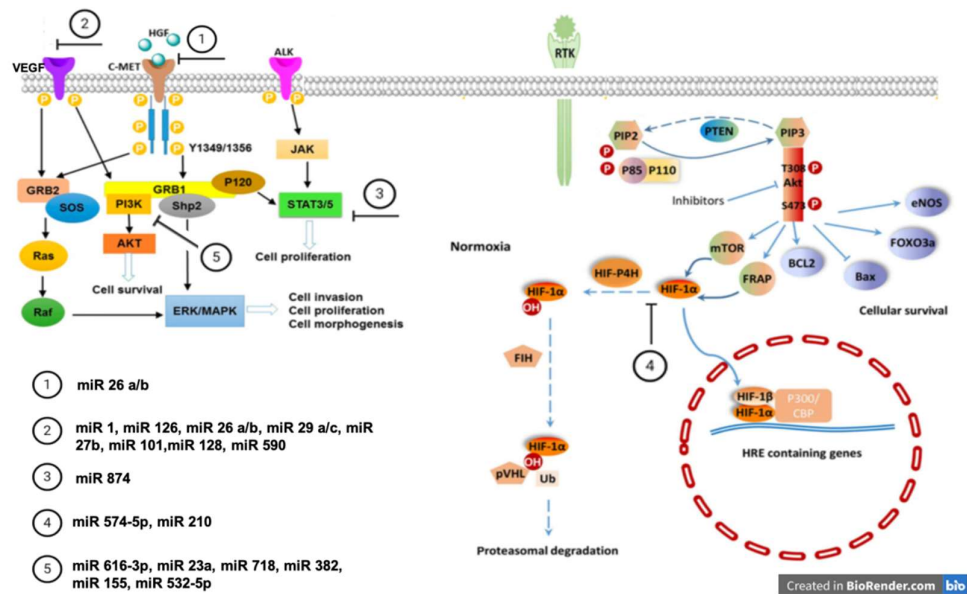 2
HGF
1
VEGF
C-MET
ALK
P P
P P
P P
P P
P P
Y1349/1356
JAK
GRB2
SOS
GRB1
P120
PI3K
Shp2
STAT3/5
3
AKT
5
Ras
Cell survival
Cell proliferation
Raf
ERK/MAPK
Cell invasion
Cell proliferation
Cell morphogenesis
RTK
PIP2
PTEN
PIP3
P
P
P85
P110
T308
P
Akt
Inhibitors
S473
P
eNOS
FOXO3a
Normoxia
mTOR
BCL2
Bax
HIF-P4H
FRAP
HIF-1α
HIF-1α
OH
Cellular survival
4
FIH
HIF-1β
HIF-1α
P300/
CBP
HRE containing genes
HIF-1α
OH
pVHL
Ub
Proteasomal degradation
1 miR 26 a/b
2 miR 1, miR 126, miR 26 a/b, miR 29 a/c, miR
27b, miR 101,miR 128, miR 590
3 miR 874
4 miR 574-5p, miR 210
5 miR 616-3p, miR 23a, miR 718, miR 382,
miR 155, miR 532-5p
Created in BioRender.com bio